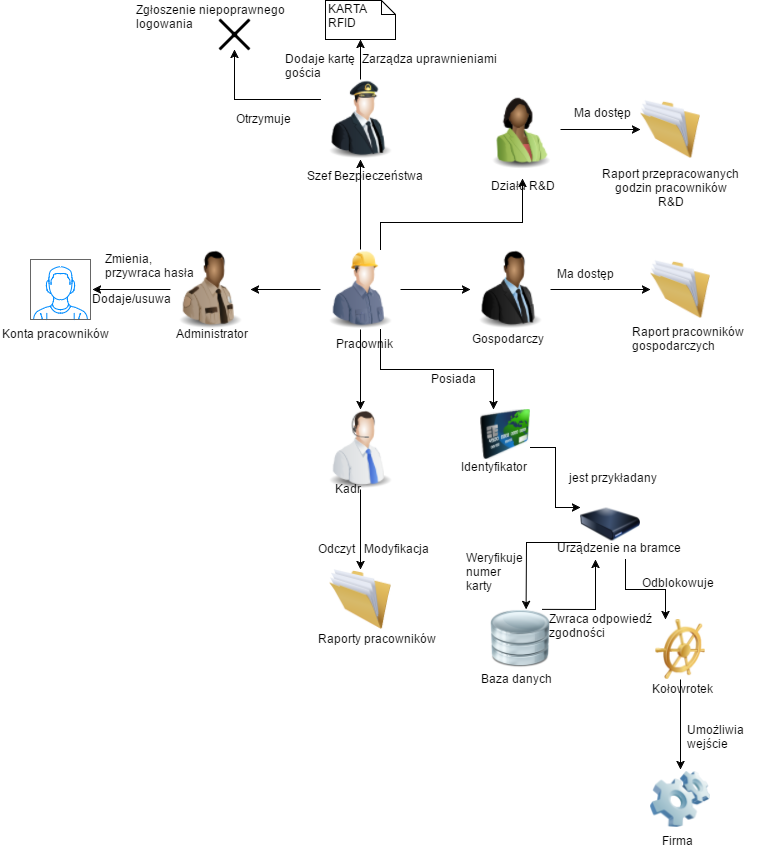 Zgłoszenie niepoprawnego
logowania
KARTA
RFID
Dodaje kartę
gościa
Zarządza uprawnieniami
Otrzymuje
Szef Bezpieczeństwa
Działu R&D
Ma dostęp
Raport przepracowanych
godzin pracowników
R&D
Zmienia,
przywraca hasła
Dodaje/usuwa
Konta pracowników
Administrator
Pracownik
Gospodarczy
Ma dostęp
Raport pracowników
gospodarczych
Posiada
Identyfikator
Kadr
jest przykładany
Odczyt
Modyfikacja
Raporty pracowników
Urządzenie na bramce
Weryfikuje
numer
karty
Zwraca odpowiedź
zgodności
Odblokowuje
Baza danych
Kołowrotek
Umożliwia
wejście
Firma